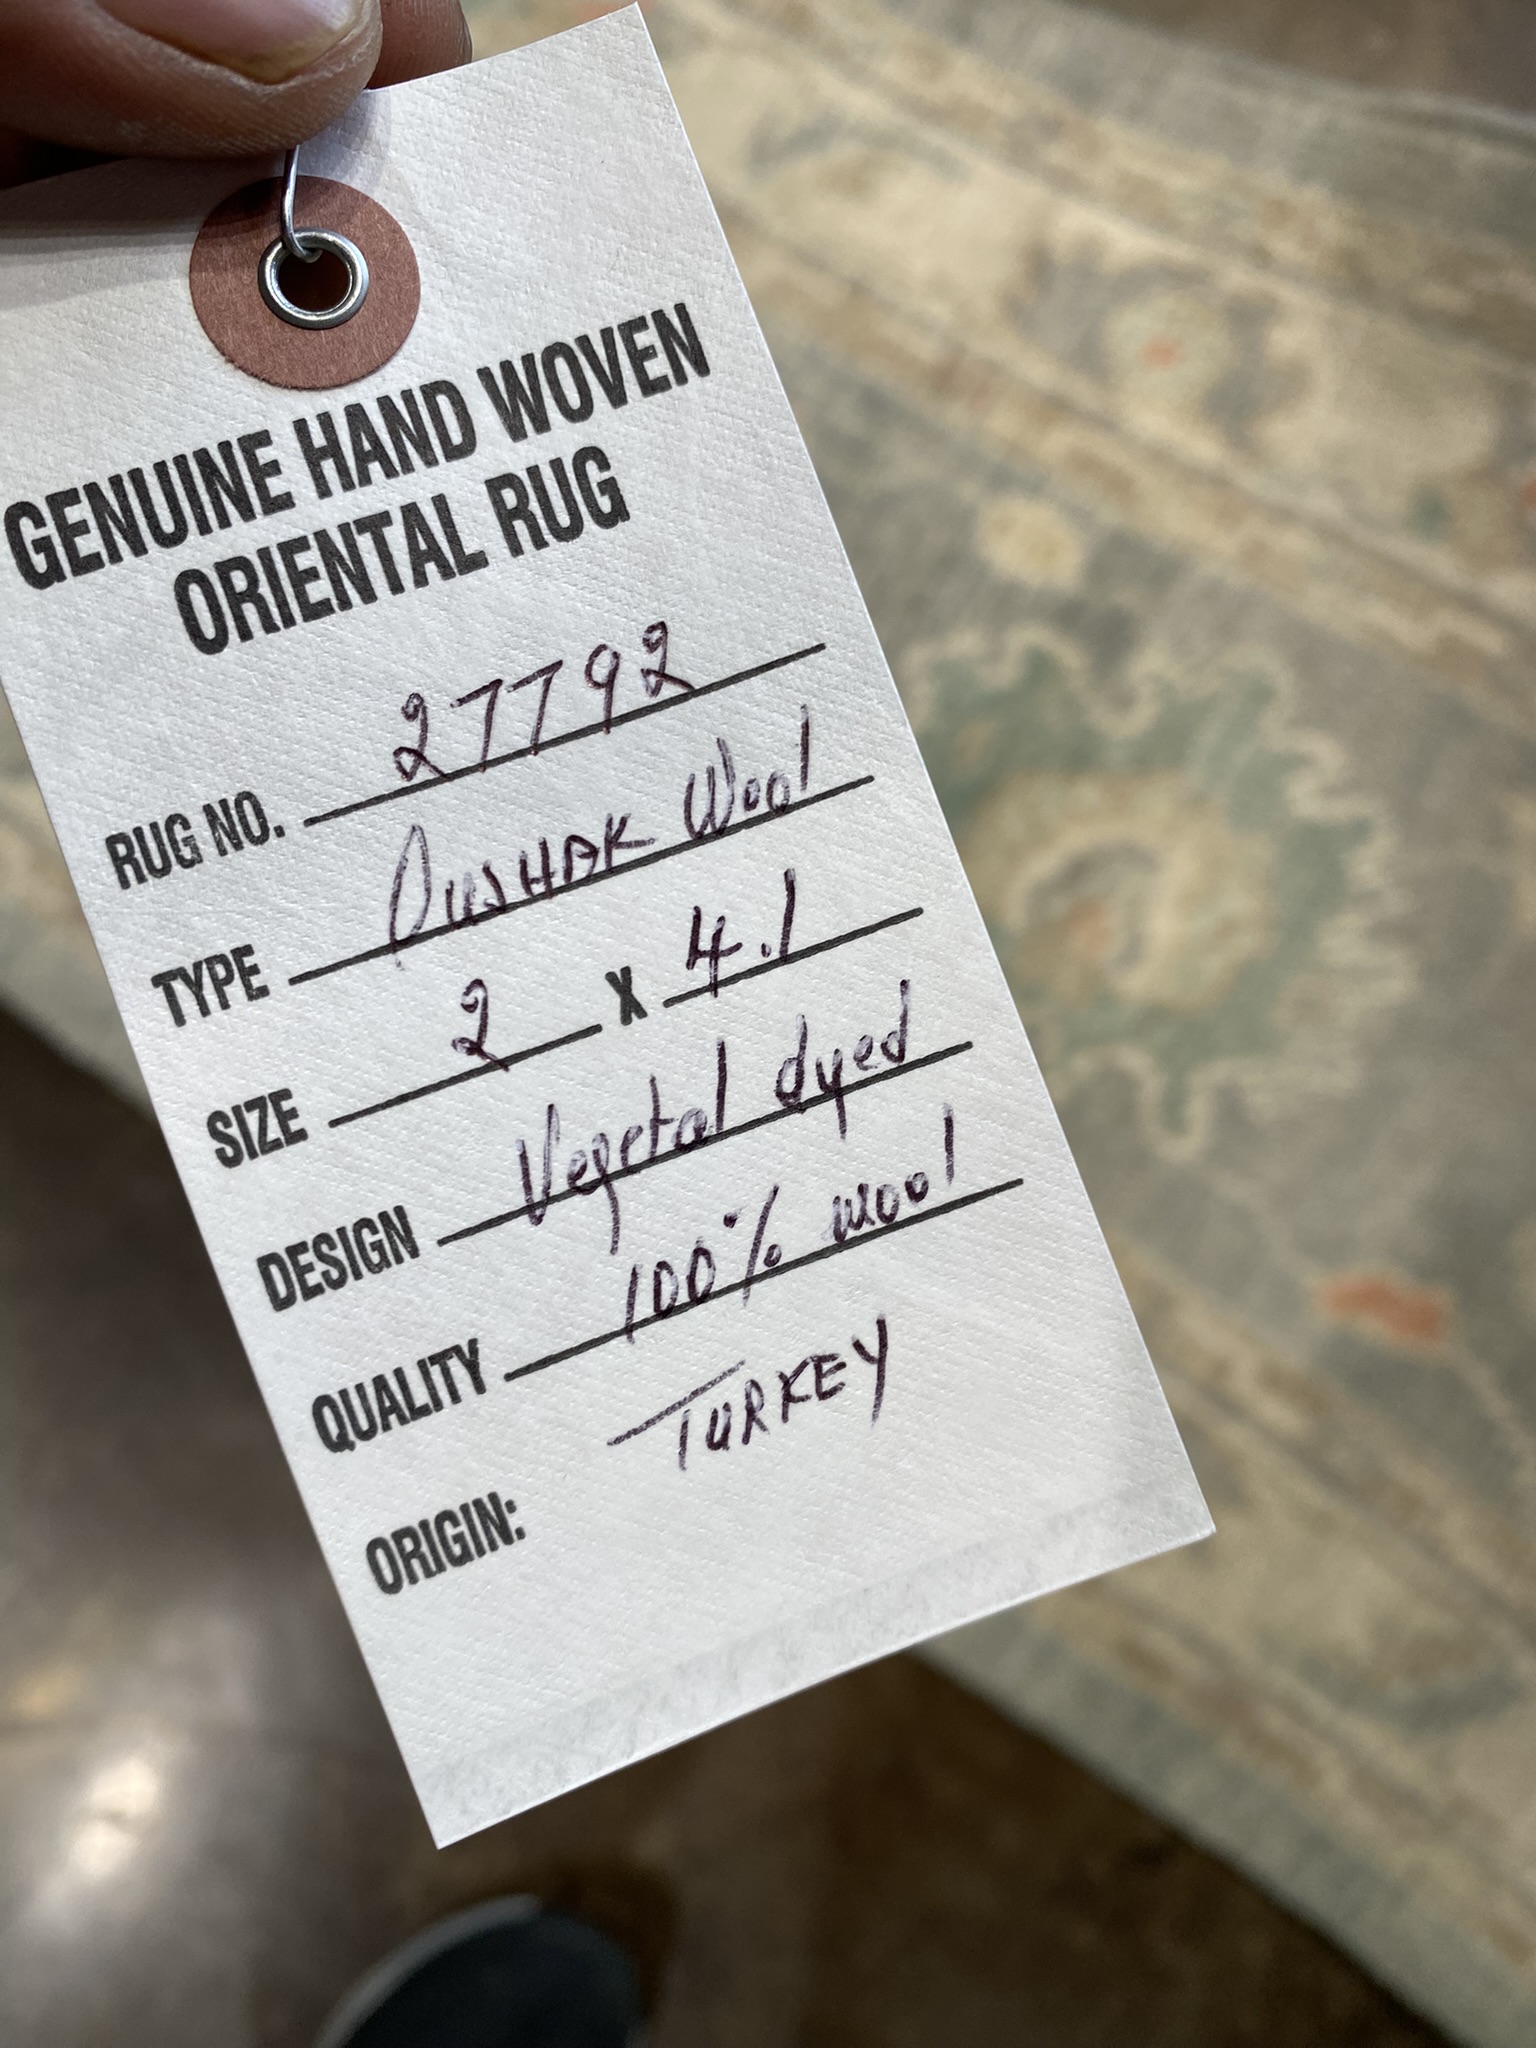 GENUINE HAND WOVEN
ORIENTAL RUG
RUG NO. 27792
TYPE OUSHAK Wool
SIZE 2 X 4.1
DESIGN Vegetal dyed
QUALITY 100% wool
ORIGIN: TURKEY